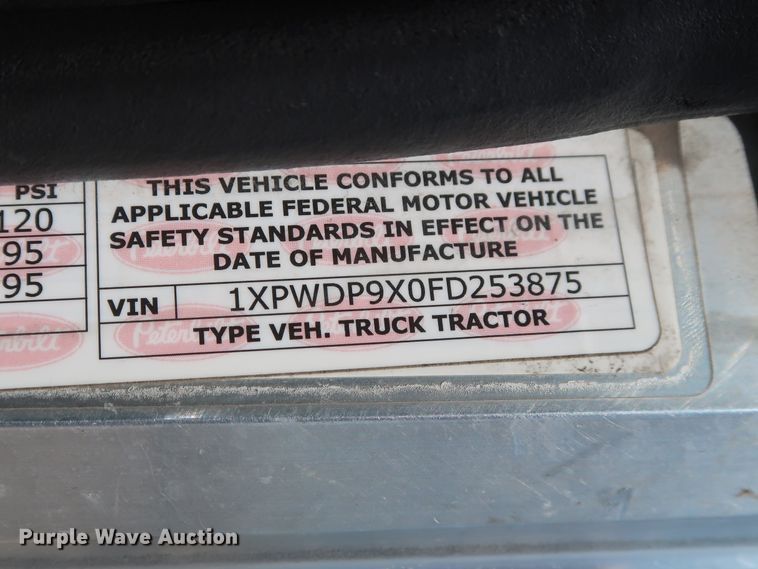 PSI
120
95
95
THIS VEHICLE CONFORMS TO ALL
APPLICABLE FEDERAL MOTOR VEHICLE
SAFETY STANDARDS IN EFFECT ON THE
DATE OF MANUFACTURE
VIN 1XPWDP9X0FD253875
TYPE VEH. TRUCK TRACTOR
Peterbilt
Purple Wave Auction